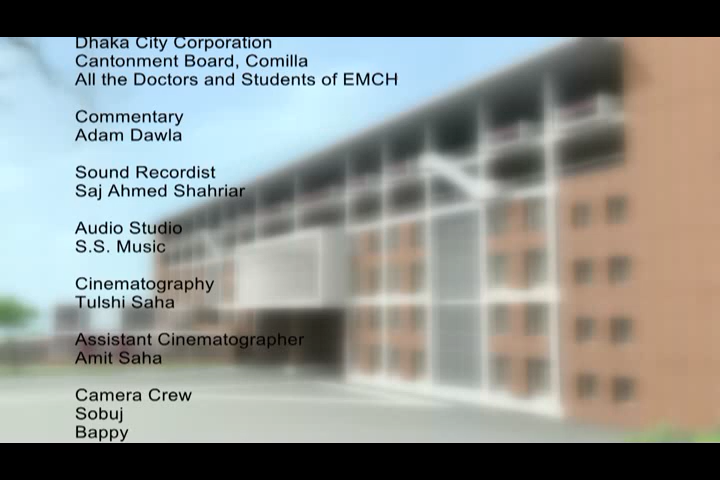 Dhaka City Corporation
Cantonment Board, Comilla
All the Doctors and Students of EMCH
Commentary
Adam Dawla
Sound Recordist
Saj Ahmed Shahriar
Audio Studio
S.S. Music
Cinematography
Tulshi Saha
Assistant Cinematographer
Amit Saha
Camera Crew
Sobuj
Bappy